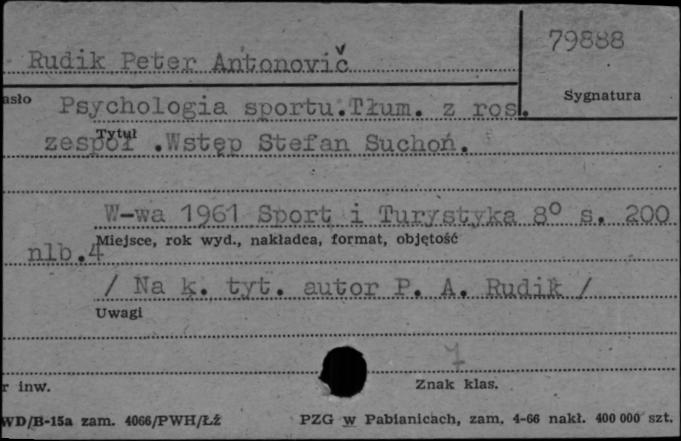 79888
Rudik Peter Antonovič
asło
Sygnatura
Psychologia sportu.Tłum. z ros.
Tytuł
zespół .Wstęp Stefan Suchoń.
W-wa 1961 Sport i Turystyka 8° s. 200
Miejsce, rok wyd., nakładca, format, objętość
nlb.4
/ Na k. tyt. autor P. A. Rudik /
Uwagi
r inw.
Znak klas.
WD/B-15a zam. 4066/PWH/Łź
PZG w Pabianicach, zam. 4-66 nakł. 400 000 szt.